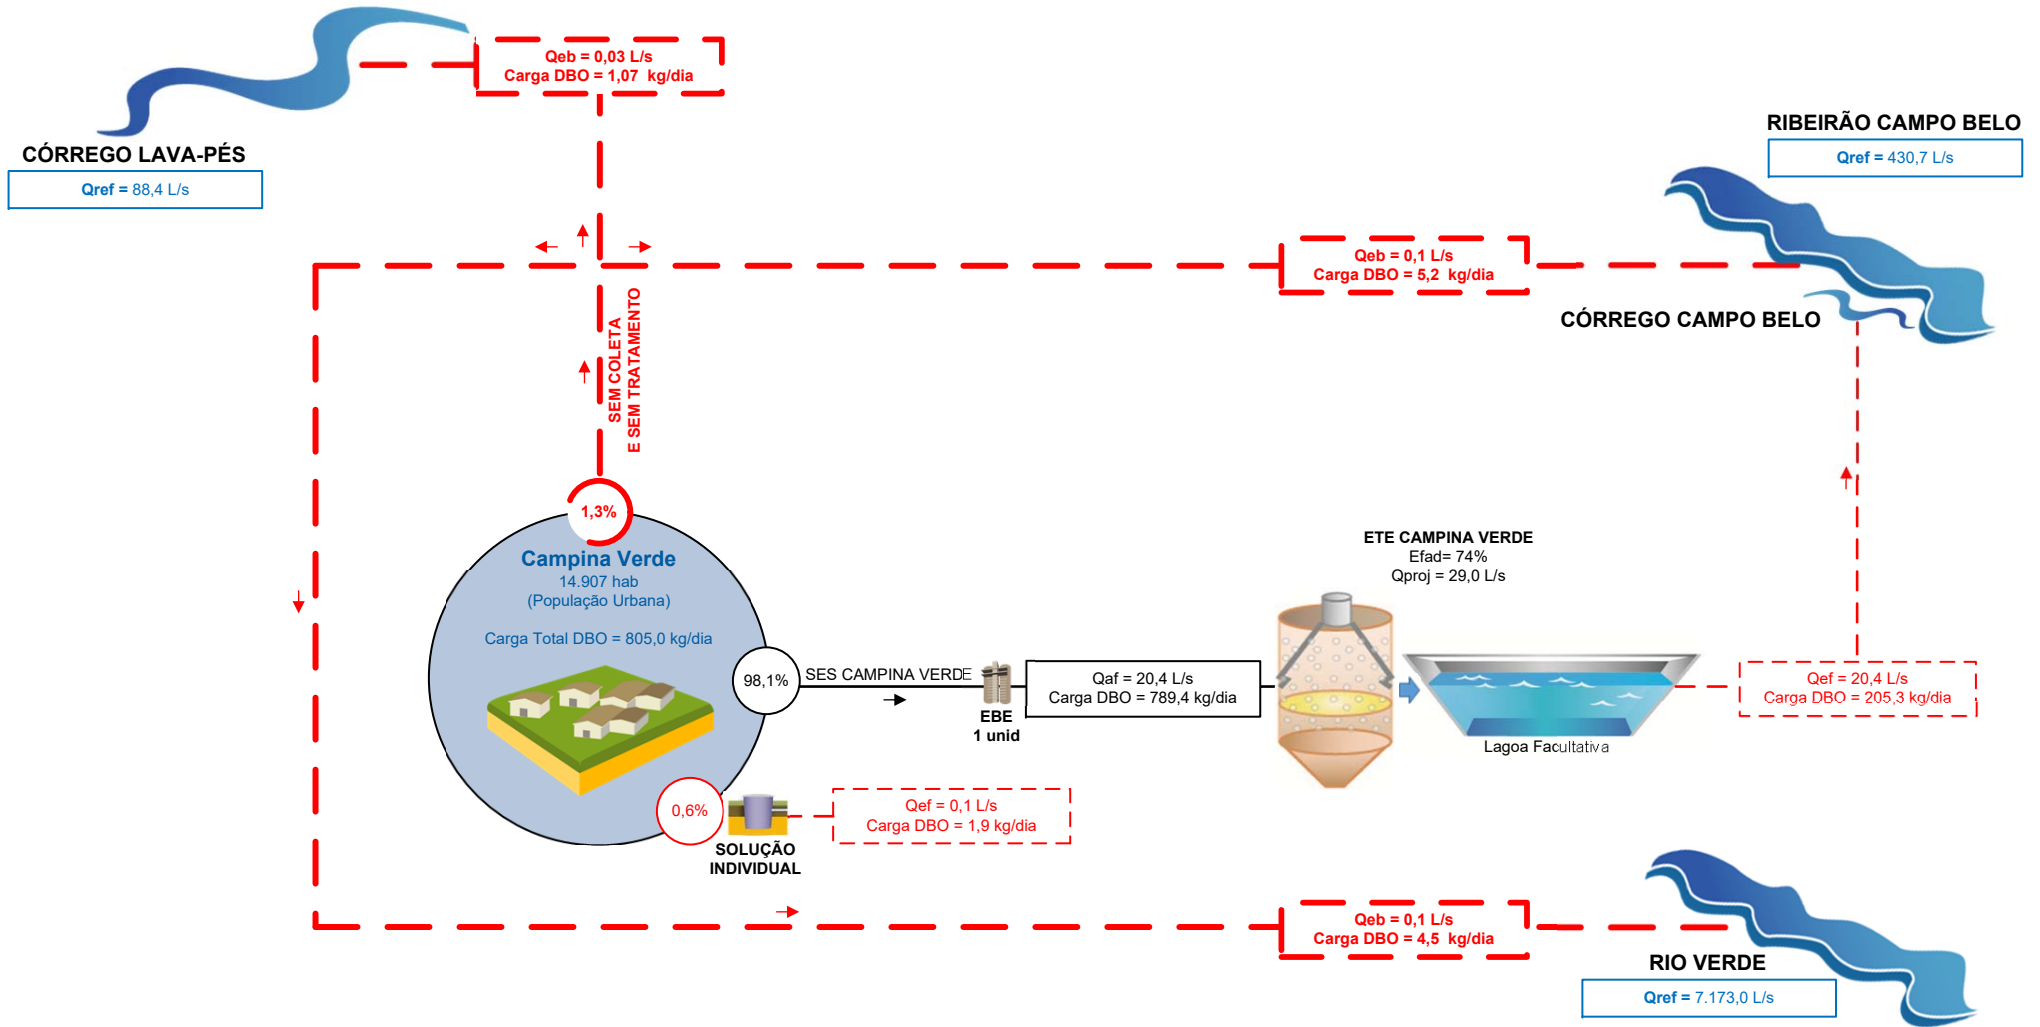 Qeb = 0,03 L/s
Carga DBO = 1,07 kg/dia
CÓRREGO LAVA-PÉS
Qref = 88,4 L/s
RIBEIRÃO CAMPO BELO
Qref = 430,7 L/s
Qeb = 0,1 L/s
Carga DBO = 5,2 kg/dia
CÓRREGO CAMPO BELO
SEM COLETA
E SEM TRATAMENTO
1,3%
Campina Verde
14.907 hab
(População Urbana)
Carga Total DBO = 805,0 kg/dia
98,1%
SES CAMPINA VERDE
EBE
1 unid
Qaf = 20,4 L/s
Carga DBO = 789,4 kg/dia
ETE CAMPINA VERDE
Efad= 74%
Qproj = 29,0 L/s
Lagoa Facultativa
Qef = 20,4 L/s
Carga DBO = 205,3 kg/dia
0,6%
SOLUÇÃO
INDIVIDUAL
Qef = 0,1 L/s
Carga DBO = 1,9 kg/dia
Qeb = 0,1 L/s
Carga DBO = 4,5 kg/dia
RIO VERDE
Qref = 7.173,0 L/s